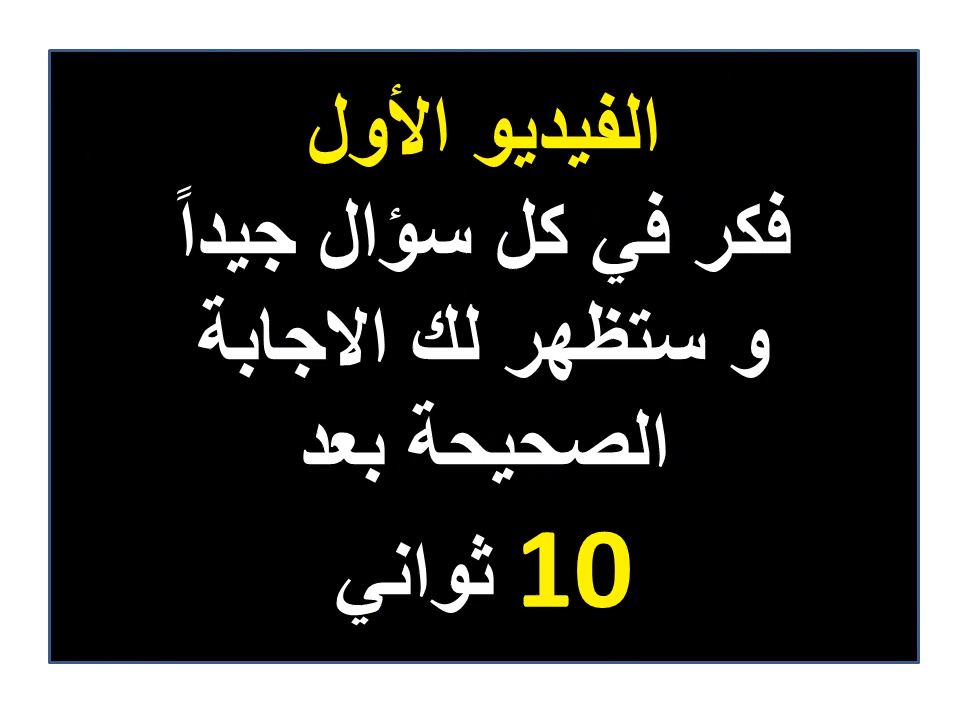 الفيديو الأول
فكر في كل سؤال جيداً
و ستظهر لك الاجابة
الصحيحة بعد
10 ثواني